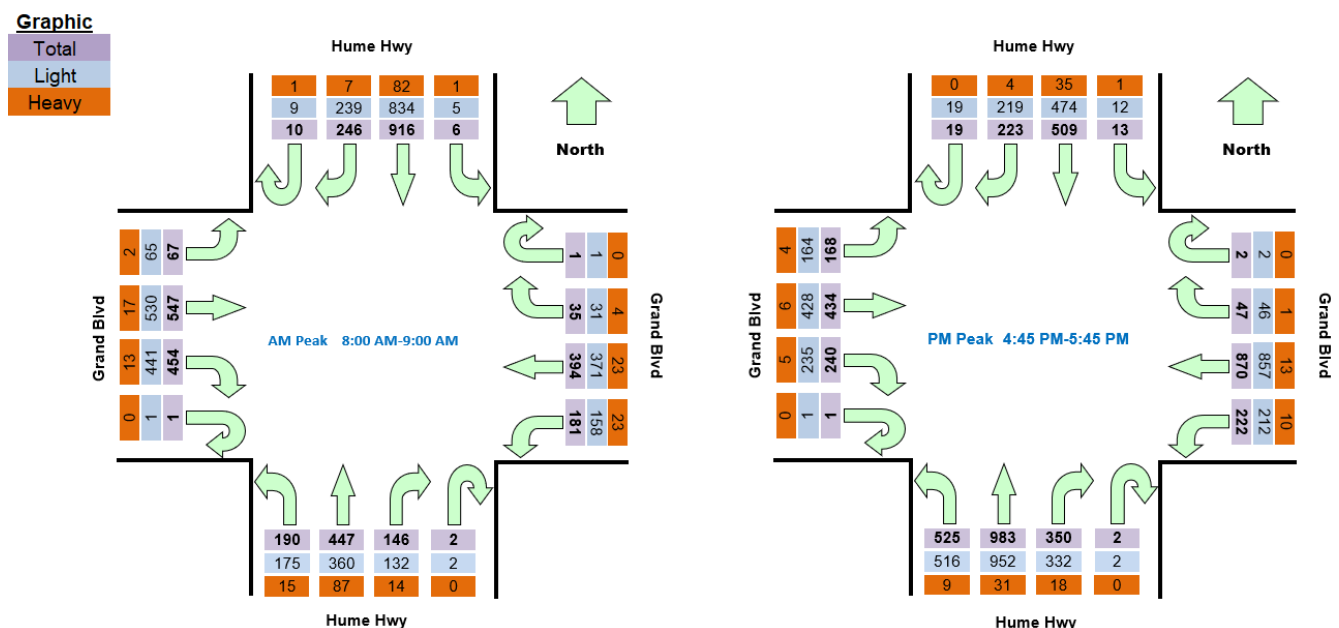 Graphic
Total
Light
Heavy
Hume Hwy
1 7 82 1
9 239 834 5
10 246 916 6
North
2 65 67
17 530 547
13 441 454
0 1 1
Grand Blvd
AM Peak 8:00 AM-9:00 AM
1 1 0
35 31 4
394 371 23
181 158 23
Grand Blvd
190 447 146 2
175 360 132 2
15 87 14 0
Hume Hwy
Hume Hwy
0 4 35 1
19 219 474 12
19 223 509 13
North
4 164 168
6 428 434
5 235 240
0 1 1
Grand Blvd
PM Peak 4:45 PM-5:45 PM
2 2 0
47 46 1
870 857 13
222 212 10
Grand Blvd
525 983 350 2
516 952 332 2
9 31 18 0
Hume Hwy